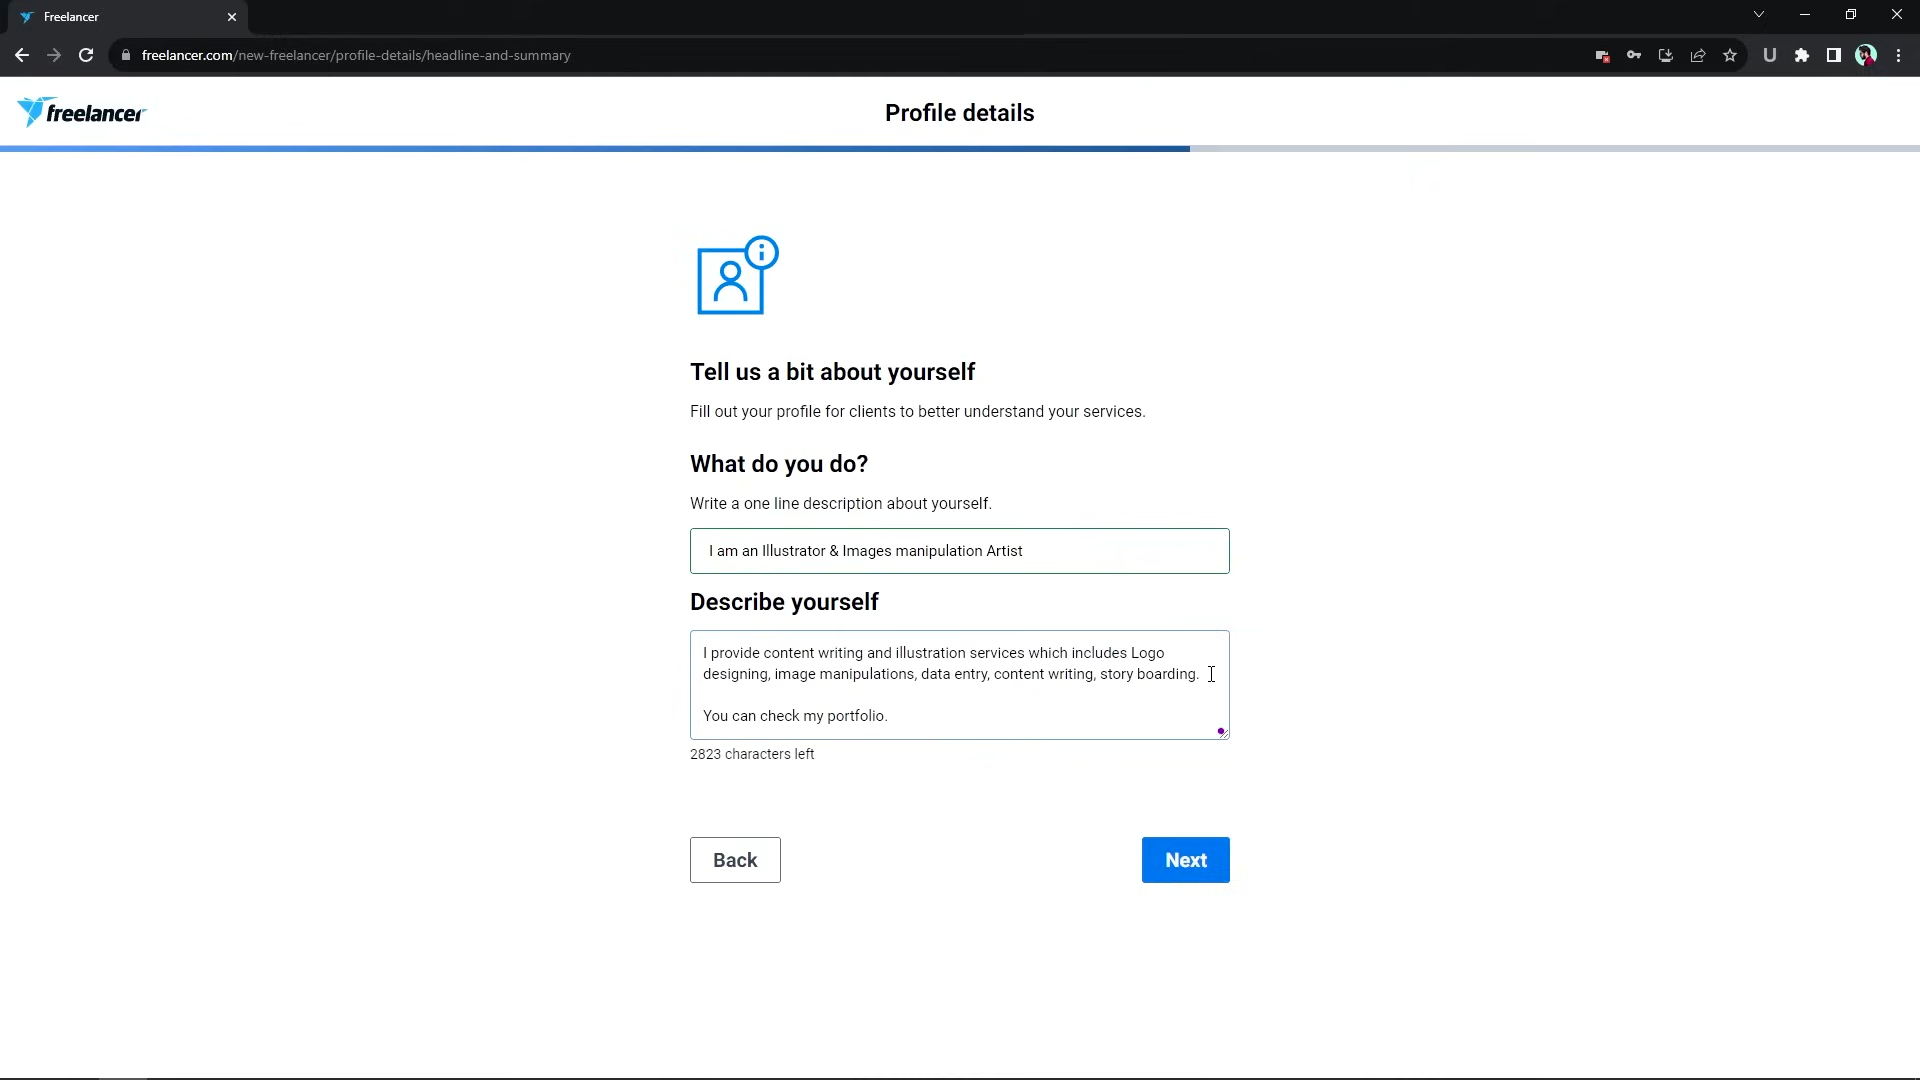 Freelancer
freelancer.com/new-freelancer/profile-details/headline-and-summary
U
freelancer
Profile details
Tell us a bit about yourself
Fill out your profile for clients to better understand your services.
What do you do?
Write a one line description about yourself.
I am an Illustrator & Images manipulation Artist
Describe yourself
I provide content writing and illustration services which includes Logo
designing, image manipulations, data entry, content writing, story boarding.
You can check my portfolio.
2823 characters left
Back
Next